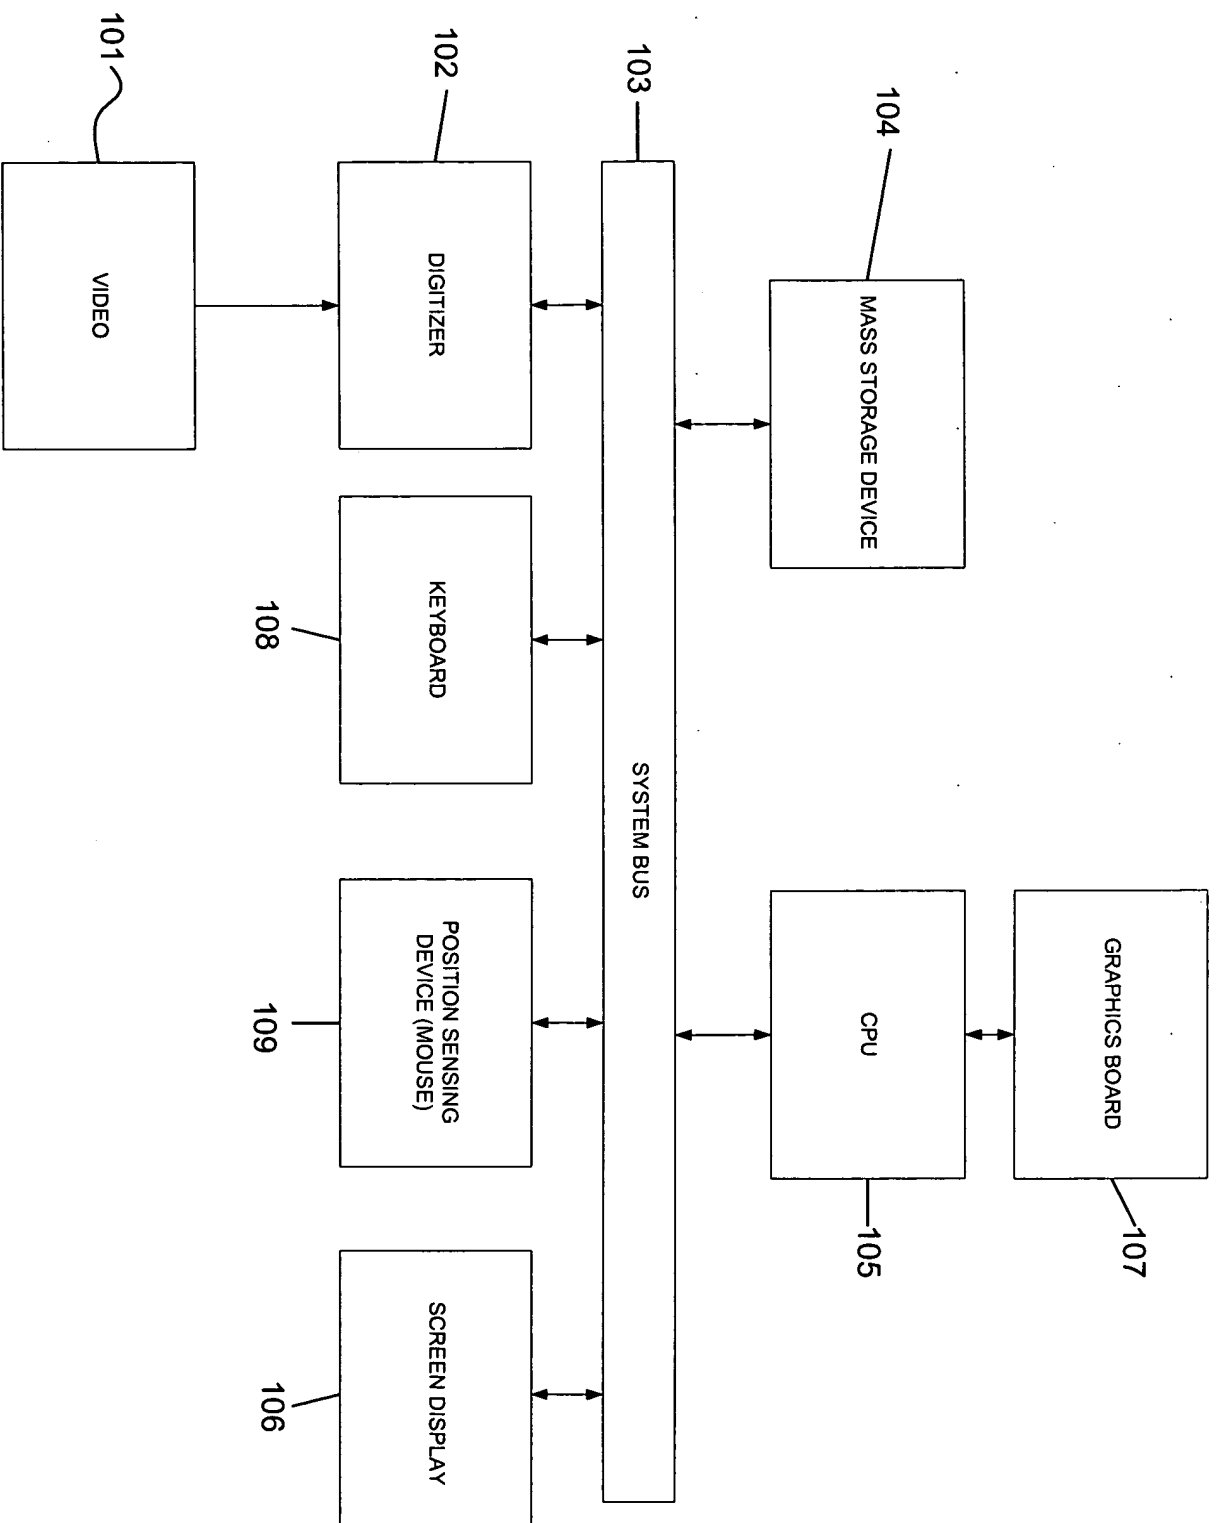 GRAPHICS BOARD
107
104
MASS STORAGE DEVICE
CPU
105
103
SYSTEM BUS
102
DIGITIZER
KEYBOARD
POSITION SENSING
DEVICE (MOUSE)
SCREEN DISPLAY
108
109
106
101
VIDEO